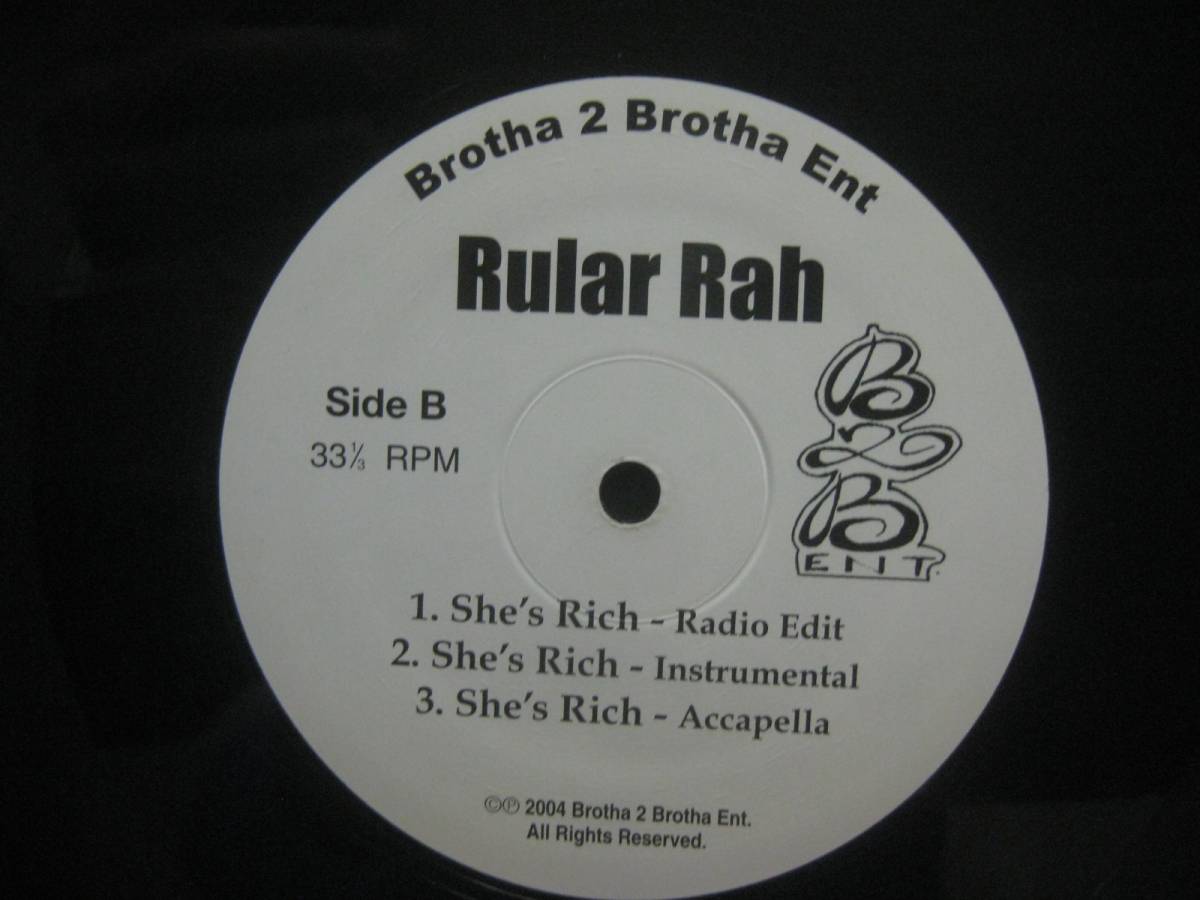 Brotha 2 Brotha Ent
Rular Rah
Side B
33⅓ RPM
B
2
B
ENT.
1. She's Rich - Radio Edit
2. She's Rich - Instrumental
3. She's Rich - Accapella
©℗ 2004 Brotha 2 Brotha Ent.
All Rights Reserved.